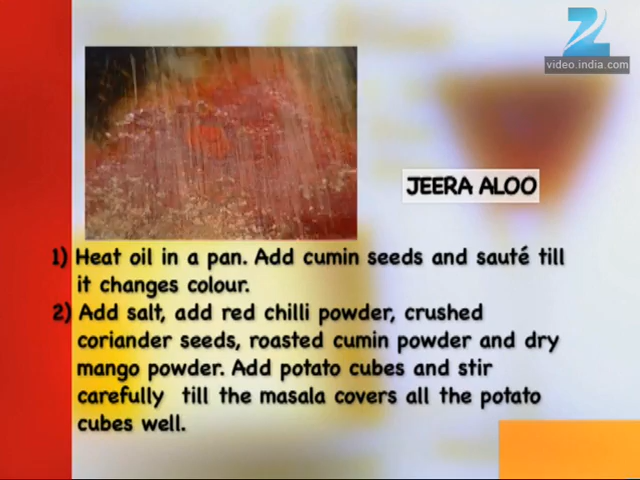 Z
video.india.com
JEERA ALOO
1) Heat oil in a pan. Add cumin seeds and sauté till
it changes colour.
2) Add salt, add red chilli powder, crushed
coriander seeds, roasted cumin powder and dry
mango powder. Add potato cubes and stir
carefully till the masala covers all the potato
cubes well.